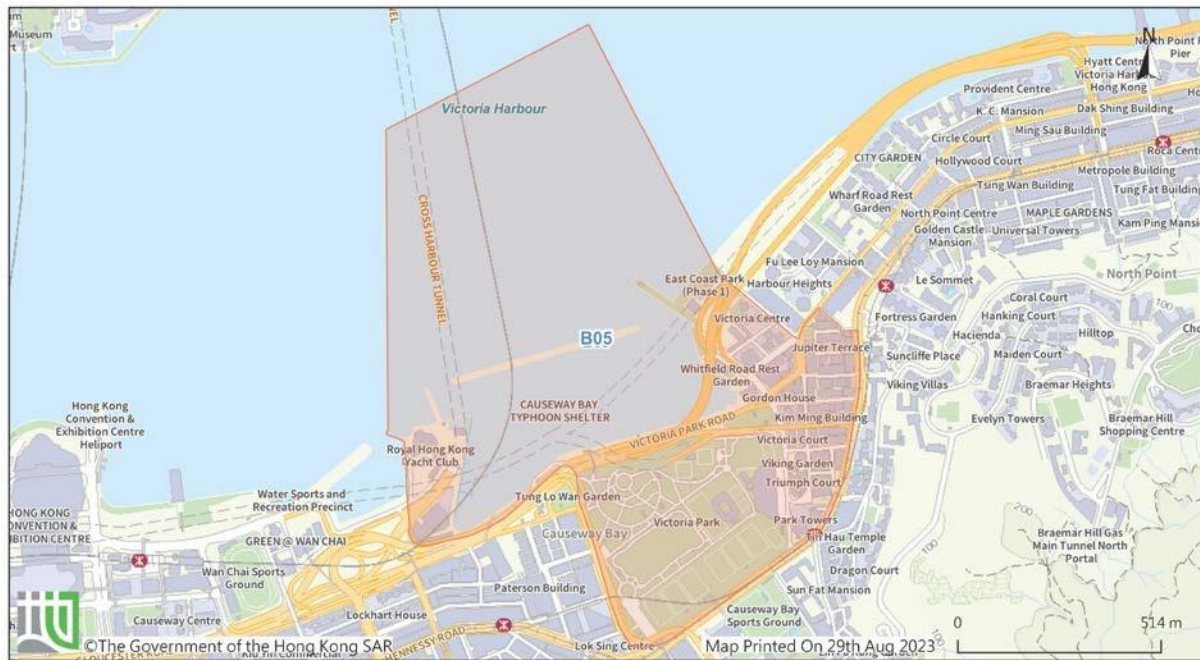 Museum
Victoria Harbour
CROSS HARBOUR TUNNEL
N
Pier
Hyatt Centric
Hong Kong
Provident Centre
K. C. Mansion
Dak Shing Building
Circle Court
Ming Sau Building
CITY GARDEN
Hollywood Court
Metropole Building
Tsing Wan Building
Tung Fat Building
Wharf Road Rest
Garden
North Point Centre
MAPLE GARDENS
Golden Castle
Mansion
Universal Towers
Fu Lee Loy Mansion
East Coast Park
(Phase 1)
Harbour Heights
Le Sommet
North Point
100
Victoria Centre
Fortress Garden
Coral Court
Hanking Court
B05
Hacienda
Hilltop
Jupiter Terrace
Suncliffe Place
Maiden Court
Whitfield Road Rest
Garden
Viking Villas
Braemar Heights
Gordon House
CAUSEWAY BAY
TYPHOON SHELTER
Kim Ming Building
Evelyn Towers
Braemar Hill
Shopping Centre
VICTORIA PARK ROAD
Victoria Court
Hong Kong
Convention &
Exhibition Centre
Heliport
Royal Hong Kong
Yacht Club
Viking Garden
Triumph Court
Water Sports and
Recreation Precinct
Tung Lo Wan Garden
Victoria Park
Park Towers
200
HONG KONG
CONVENTION &
IBITION CENTRE
GREEN @ WAN CHAI
Causeway Bay
Tin Hau Temple
Garden
100
Braemar Hill Gas
Main Tunnel North
Portal
Wan Chai Sports
Ground
Paterson Building
Dragon Court
Sun Fat Mansion
Causeway Centre
Lockhart House
Causeway Bay
Sports Ground
HENNESSY ROAD
Lok Sing Centre
100
0
514 m
©The Government of the Hong Kong SAR
Map Printed On 29th Aug 2023
GLOUCESTER ROAD